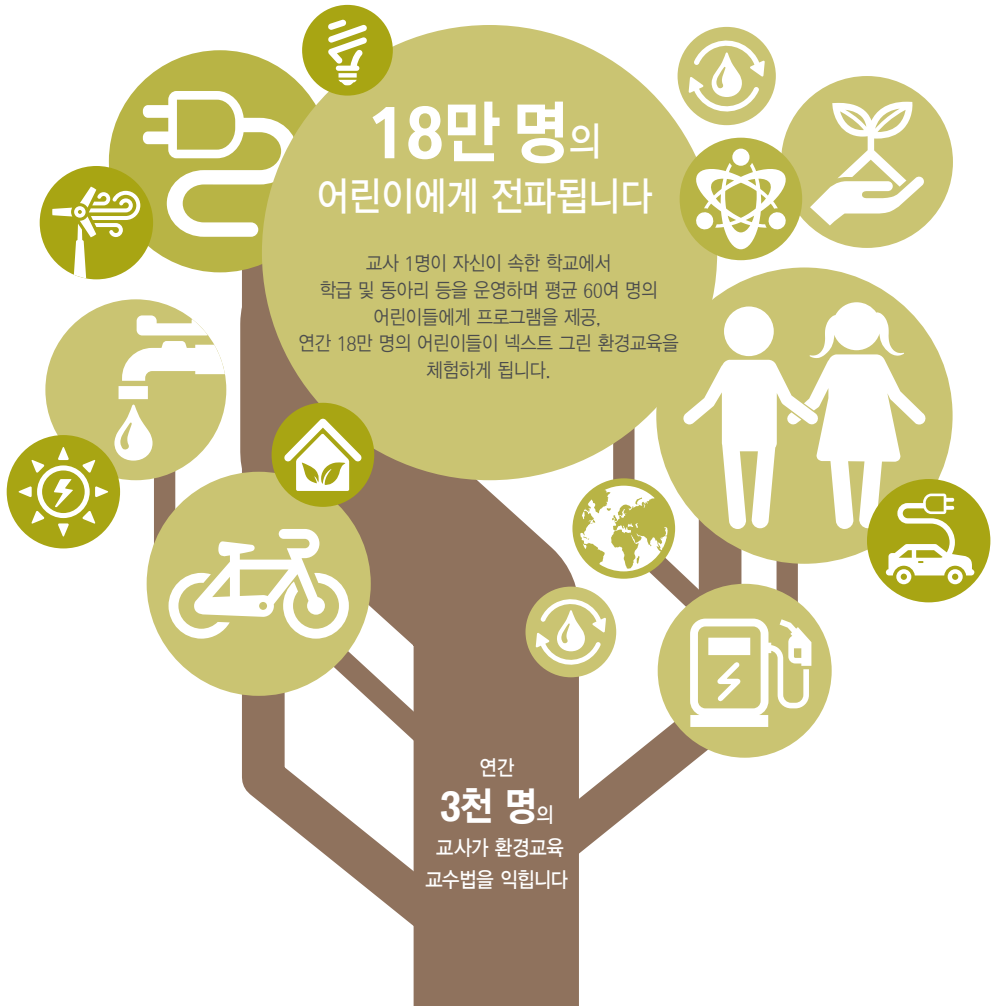 18만 명의
어린이에게 전파됩니다
교사 1명이 자신이 속한 학교에서
학급 및 동아리 등을 운영하며 평균 60여 명의
어린이들에게 프로그램을 제공,
연간 18만 명의 어린이들이 넥스트 그린 환경교육을
체험하게 됩니다.
연간
3천 명의
교사가 환경교육
교수법을 익힙니다